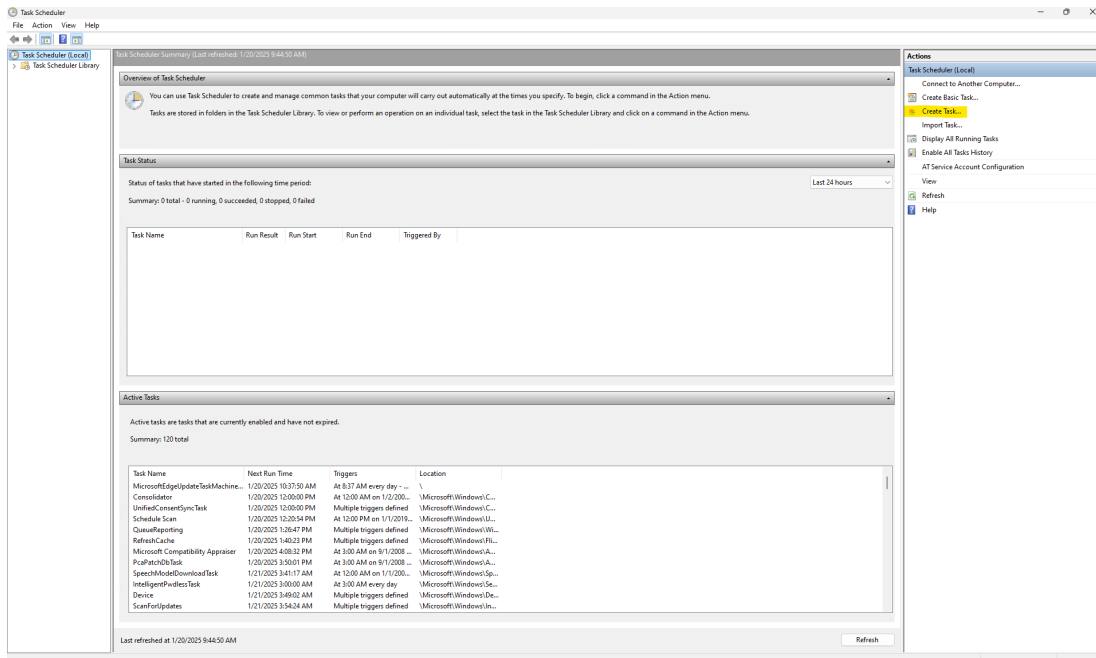 Task Scheduler
File Action View Help
Task Scheduler (Local)
Task Scheduler Library
Task Scheduler Summary (Last refreshed: 1/20/2025 9:44:50 AM)
Overview of Task Scheduler
You can use Task Scheduler to create and manage common tasks that your computer will carry out automatically at the times you specify. To begin, click a command in the Action menu.
Tasks are stored in folders in the Task Scheduler Library. To view or perform an operation on an individual task, select the task in the Task Scheduler Library and click on a command in the Action menu.
Task Status
Status of tasks that have started in the following time period:
Last 24 hours
Summary: 0 total - 0 running, 0 succeeded, 0 stopped, 0 failed
Task Name Run Result Run Start Run End Triggered By
Active Tasks
Active tasks are tasks that are currently enabled and have not expired.
Summary: 120 total
Task Name Next Run Time Triggers Location
MicrosoftEdgeUpdateTaskMachine... 1/20/2025 10:37:50 AM At 8:37 AM every day - ... \
Consolidator 1/20/2025 12:00:00 PM At 12:00 AM on 1/2/200... \Microsoft\Windows\C...
UnifiedConsentSyncTask 1/20/2025 12:00:00 PM Multiple triggers defined \Microsoft\Windows\C...
Schedule Scan 1/20/2025 12:20:54 PM At 12:00 PM on 1/1/2019... \Microsoft\Windows\U...
QueueReporting 1/20/2025 1:26:47 PM Multiple triggers defined \Microsoft\Windows\Wi...
RefreshCache 1/20/2025 1:40:23 PM Multiple triggers defined \Microsoft\Windows\Fli...
Microsoft Compatibility Appraiser 1/20/2025 4:08:32 PM At 3:00 AM on 9/1/2008 ... \Microsoft\Windows\A...
PcaPatchDbTask 1/20/2025 3:50:01 PM At 3:00 AM on 9/1/2008 ... \Microsoft\Windows\A...
SpeechModelDownloadTask 1/21/2025 3:41:17 AM At 12:00 AM on 1/1/200... \Microsoft\Windows\Sp...
IntelligentPwdlessTask 1/21/2025 3:00:00 AM At 3:00 AM every day \Microsoft\Windows\Se...
Device 1/21/2025 3:49:02 AM Multiple triggers defined \Microsoft\Windows\De...
ScanForUpdates 1/21/2025 3:54:24 AM Multiple triggers defined \Microsoft\Windows\In...
Last refreshed at 1/20/2025 9:44:50 AM
Refresh
Actions
Task Scheduler (Local)
Connect to Another Computer...
Create Basic Task...
Create Task...
Import Task...
Display All Running Tasks
Enable All Tasks History
AT Service Account Configuration
View
Refresh
Help